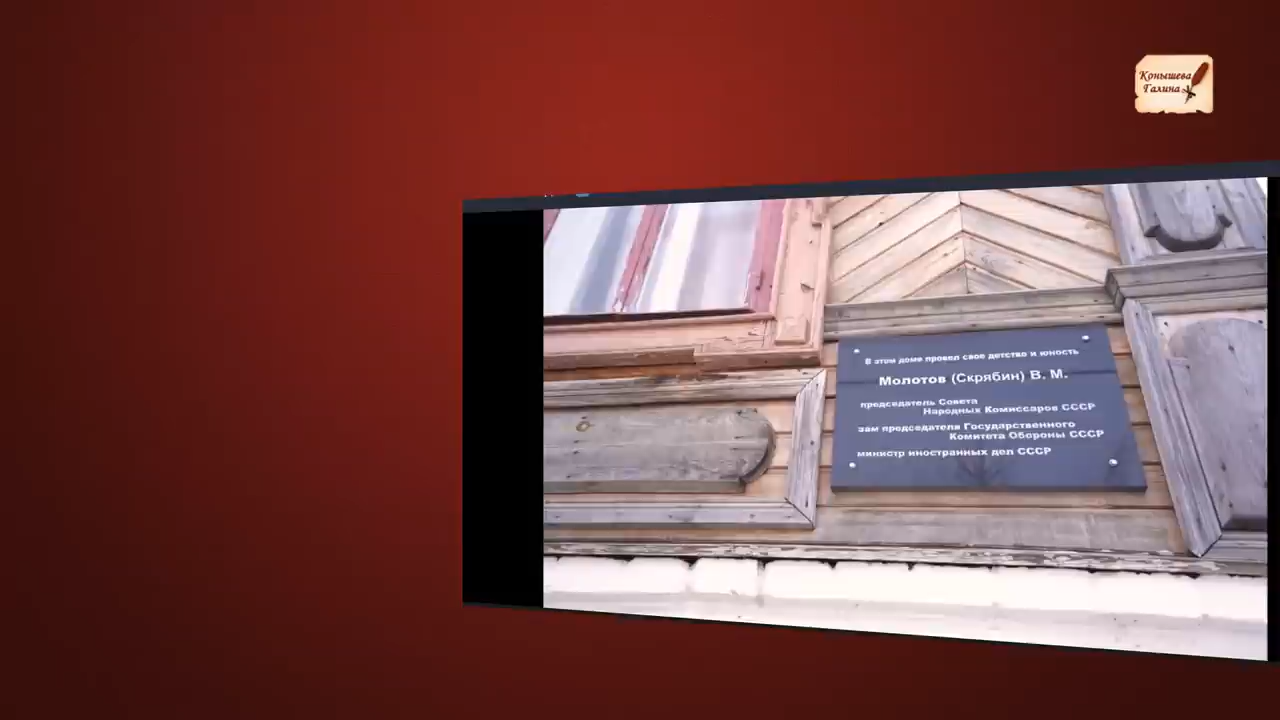 Конышева
Галина
В этом доме провел свое детство и юность
Молотов (Скрябин) В. М.
председатель Совета
Народных Комиссаров СССР
зам председателя Государственного
Комитета Обороны СССР
министр иностранных дел СССР